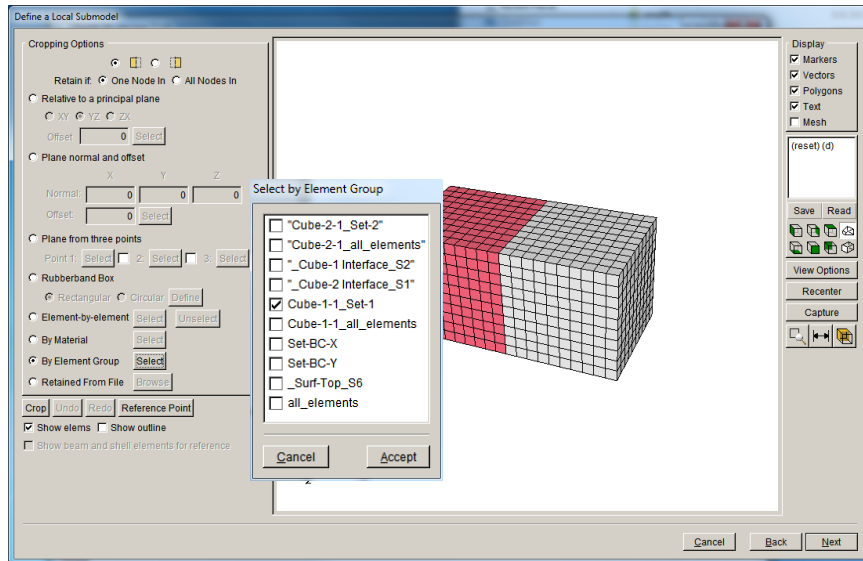 Define a Local Submodel
Cropping Options
Retain if: One Node In All Nodes In
Relative to a principal plane
XY YZ ZX
Offset 0 Select
Plane normal and offset
X Y Z
Normal: 0 0 0
Offset: 0 Select
Plane from three points
Point 1: Select 2: Select 3: Select
Rubberband Box
Rectangular Circular Define
Element-by-element Select Unselect
By Material Select
By Element Group Select
Retained From File Browse
Crop Undo Redo Reference Point
Show elems Show outline
Show beam and shell elements for reference
Select by Element Group
"Cube-2-1_Set-2"
"Cube-2-1_all_elements"
"_Cube-1 Interface_S2"
"_Cube-2 Interface_S1"
Cube-1-1_Set-1
Cube-1-1_all_elements
Set-BC-X
Set-BC-Y
_Surf-Top_S6
all_elements
Cancel Accept
Display
Markers
Vectors
Polygons
Text
Mesh
(reset) (d)
Save Read
View Options
Recenter
Capture
Cancel Back Next